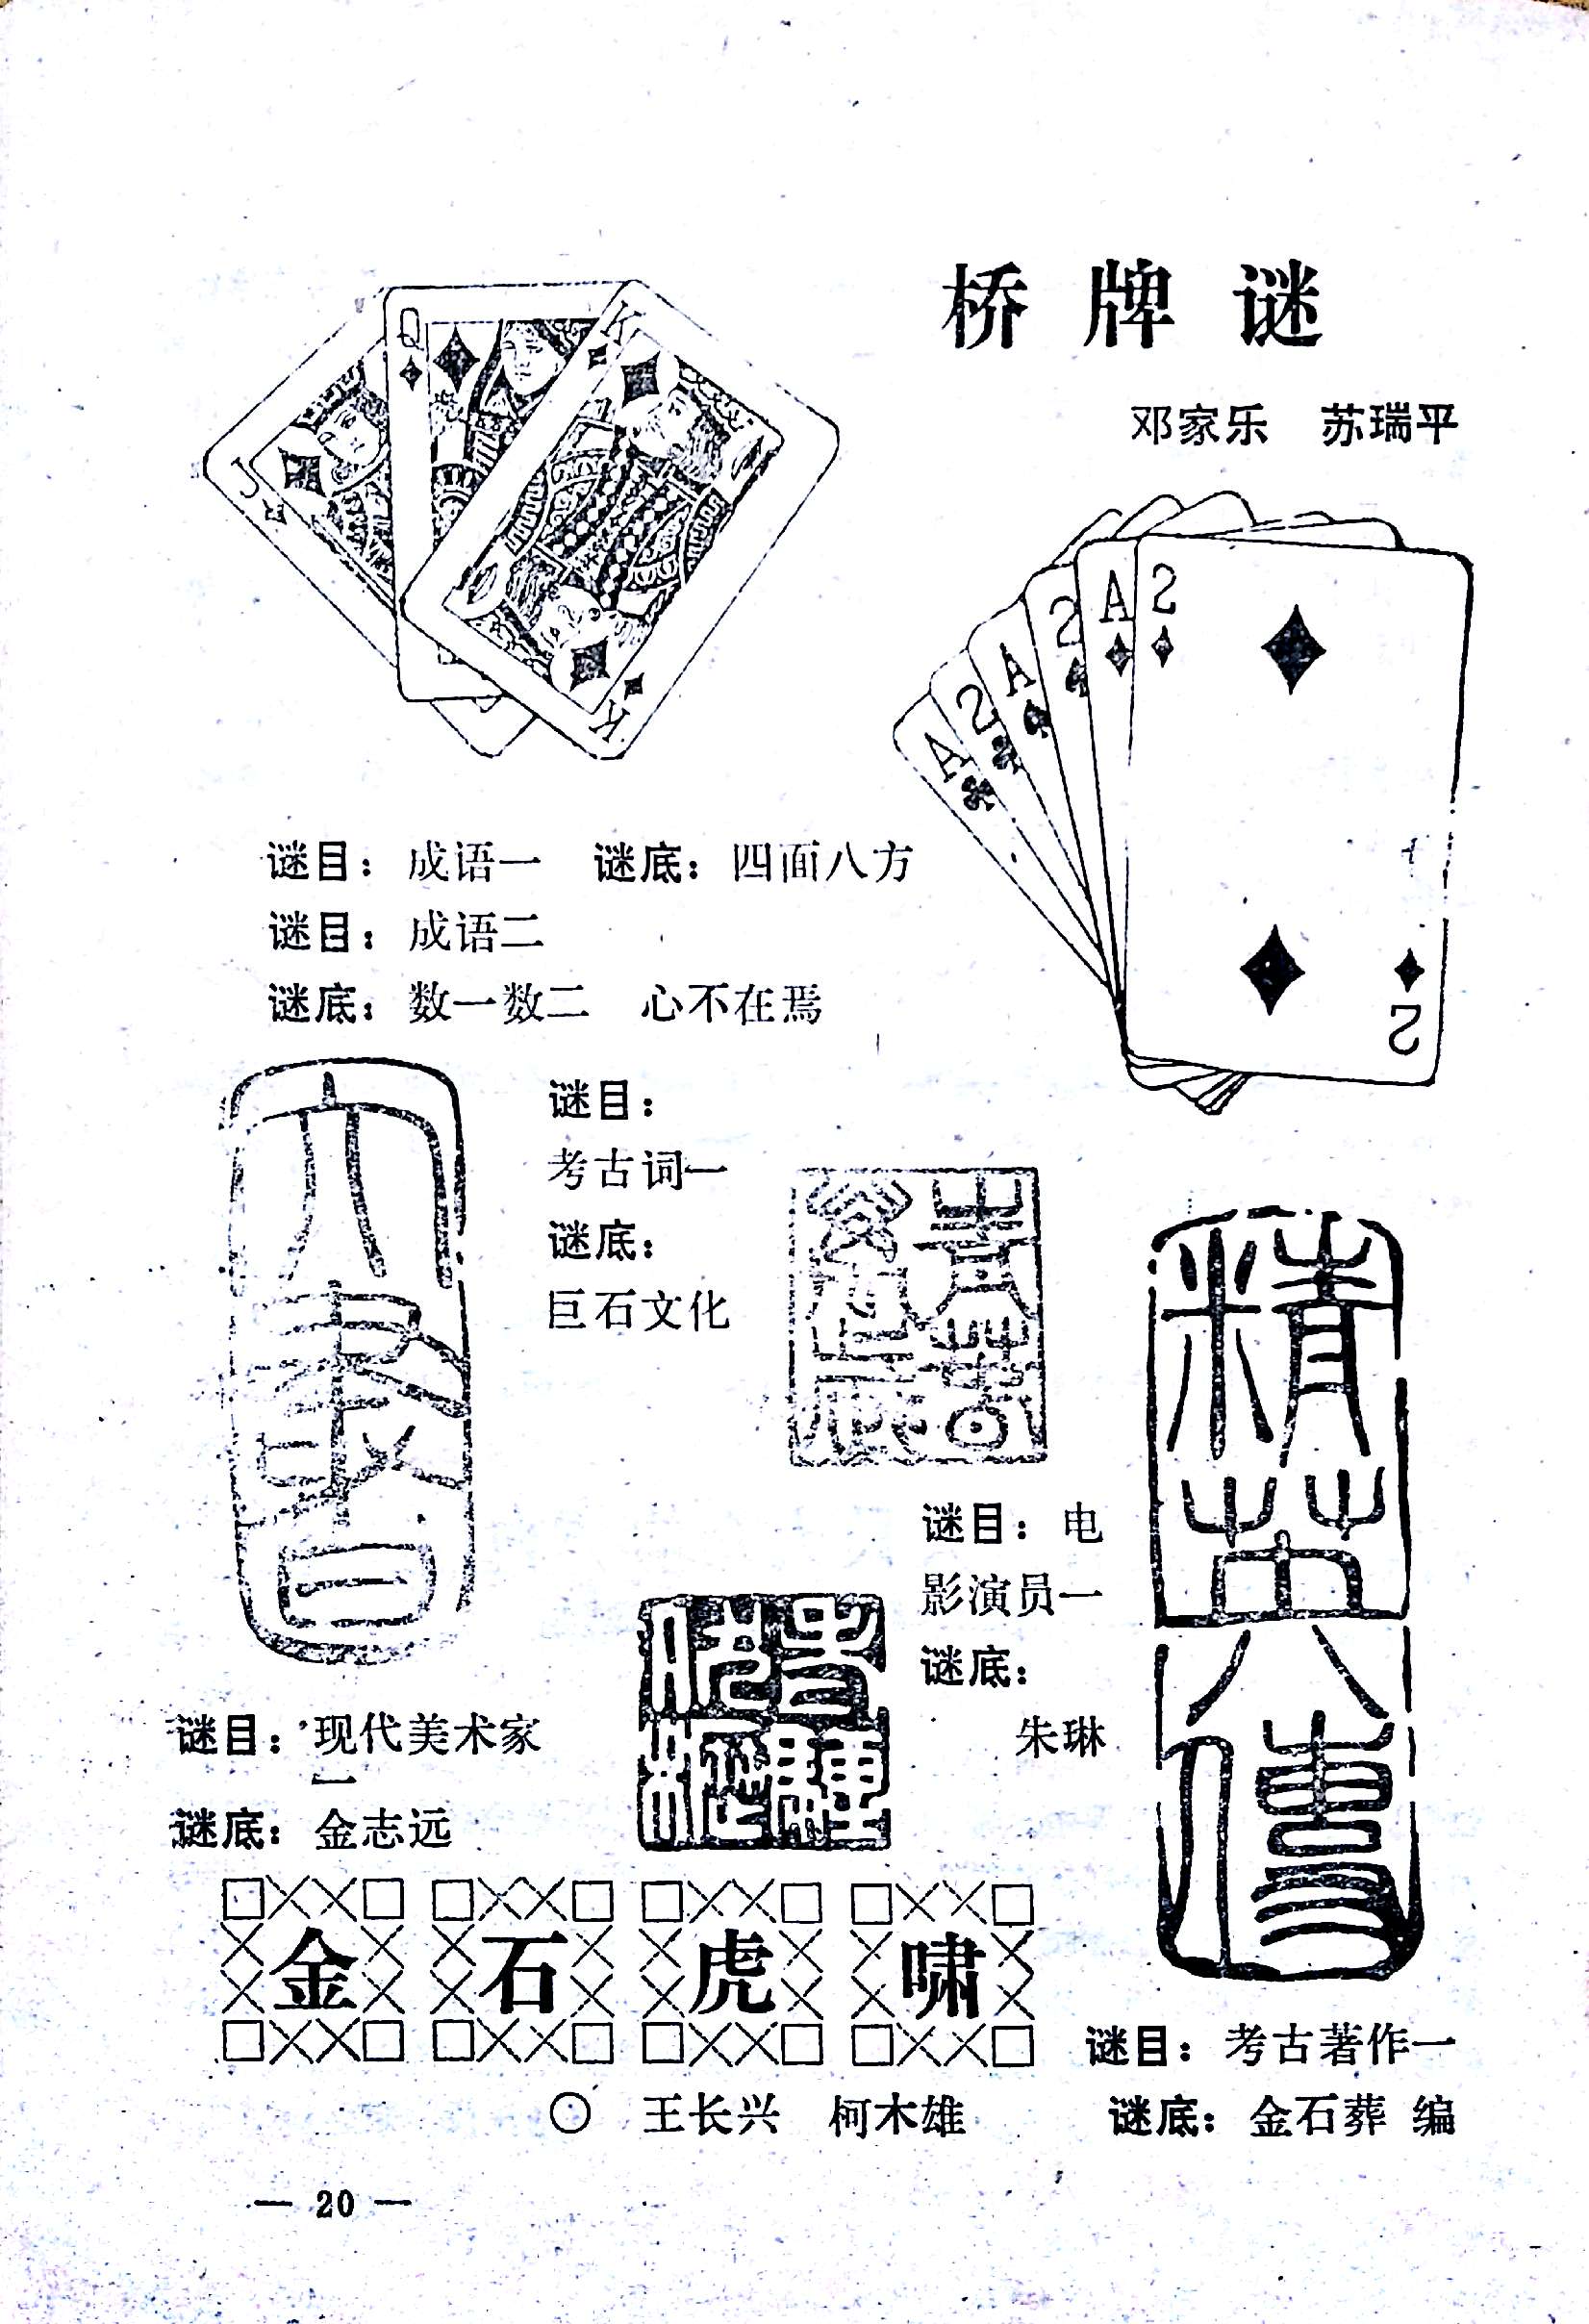 桥牌谜
邓家乐 苏瑞平
Q
K
J
K
A 2 A 2 A 2
2
谜目：成语一 谜底：四面八方
谜目：成语二
谜底：数一数二 心不在焉
谜目：
考古词一
谜底：
巨石文化
精英
谜目：电
影演员一
谜底：
朱琳
谜目：现代美术家
一
谜底：金志远
金石虎啸
谜目：考古著作一
谜底：金石葬 编
○ 王长兴 柯木雄
— 20 —